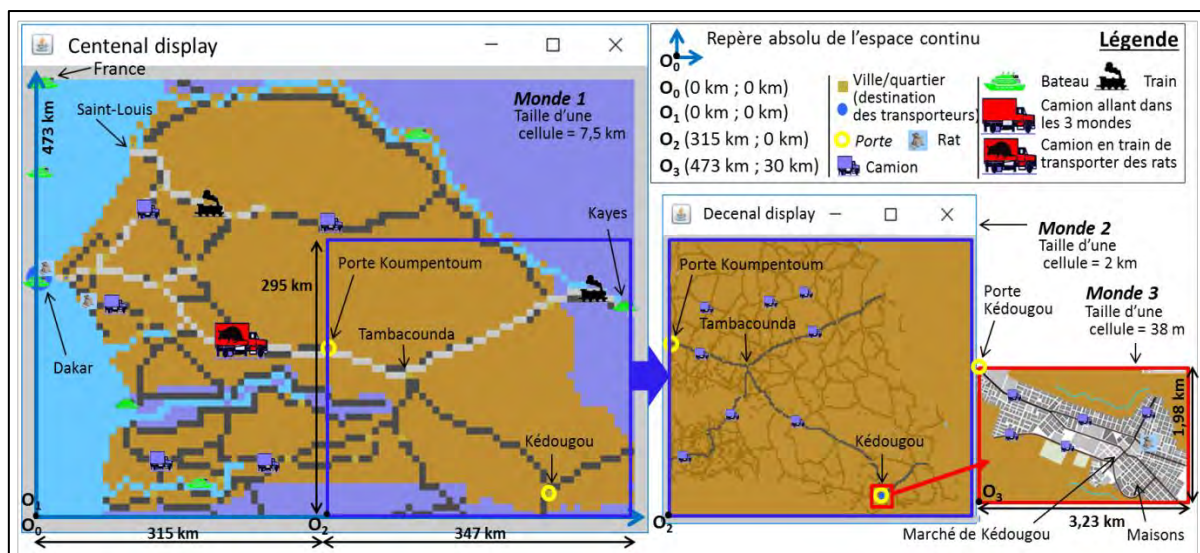 Centenal display
France
Saint-Louis
473 km
Monde 1
Taille d'une
cellule = 7,5 km
Kayes
Porte Koumpentoum
295 km
Tambacounda
Dakar
Kédougou
O₁
O₀
O₂
315 km
347 km
Repère absolu de l'espace continu
O₀
O₀ (0 km ; 0 km)
O₁ (0 km ; 0 km)
O₂ (315 km ; 0 km)
O₃ (473 km ; 30 km)
Ville/quartier
(destination
des transporteurs)
Porte
Rat
Camion
Légende
Bateau
Train
Camion allant dans
les 3 mondes
Camion en train de
transporter des rats
Decenal display
Porte Koumpentoum
Tambacounda
Kédougou
O₂
Monde 2
Taille d'une
cellule = 2 km
Porte
Kédougou
Monde 3
Taille d'une
cellule = 38 m
1,98 km
O₃
3,23 km
Marché de Kédougou
Maisons